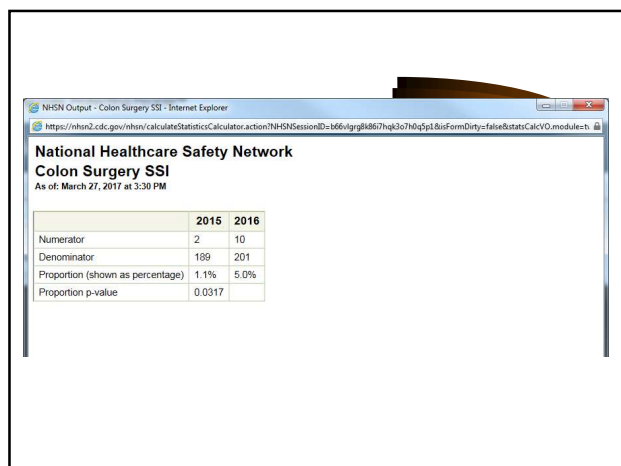 NHSN Output - Colon Surgery SSI - Internet Explorer
https://nhsn2.cdc.gov/nhsn/calculateStatisticsCalculator.action?NHSNSessionID=b66vlgrg8k86i7hqk3o7h0q5p1&isFormDirty=false&statsCalcVO.module=tv
National Healthcare Safety Network
Colon Surgery SSI
As of: March 27, 2017 at 3:30 PM
2015 2016
Numerator 2 10
Denominator 189 201
Proportion (shown as percentage) 1.1% 5.0%
Proportion p-value 0.0317